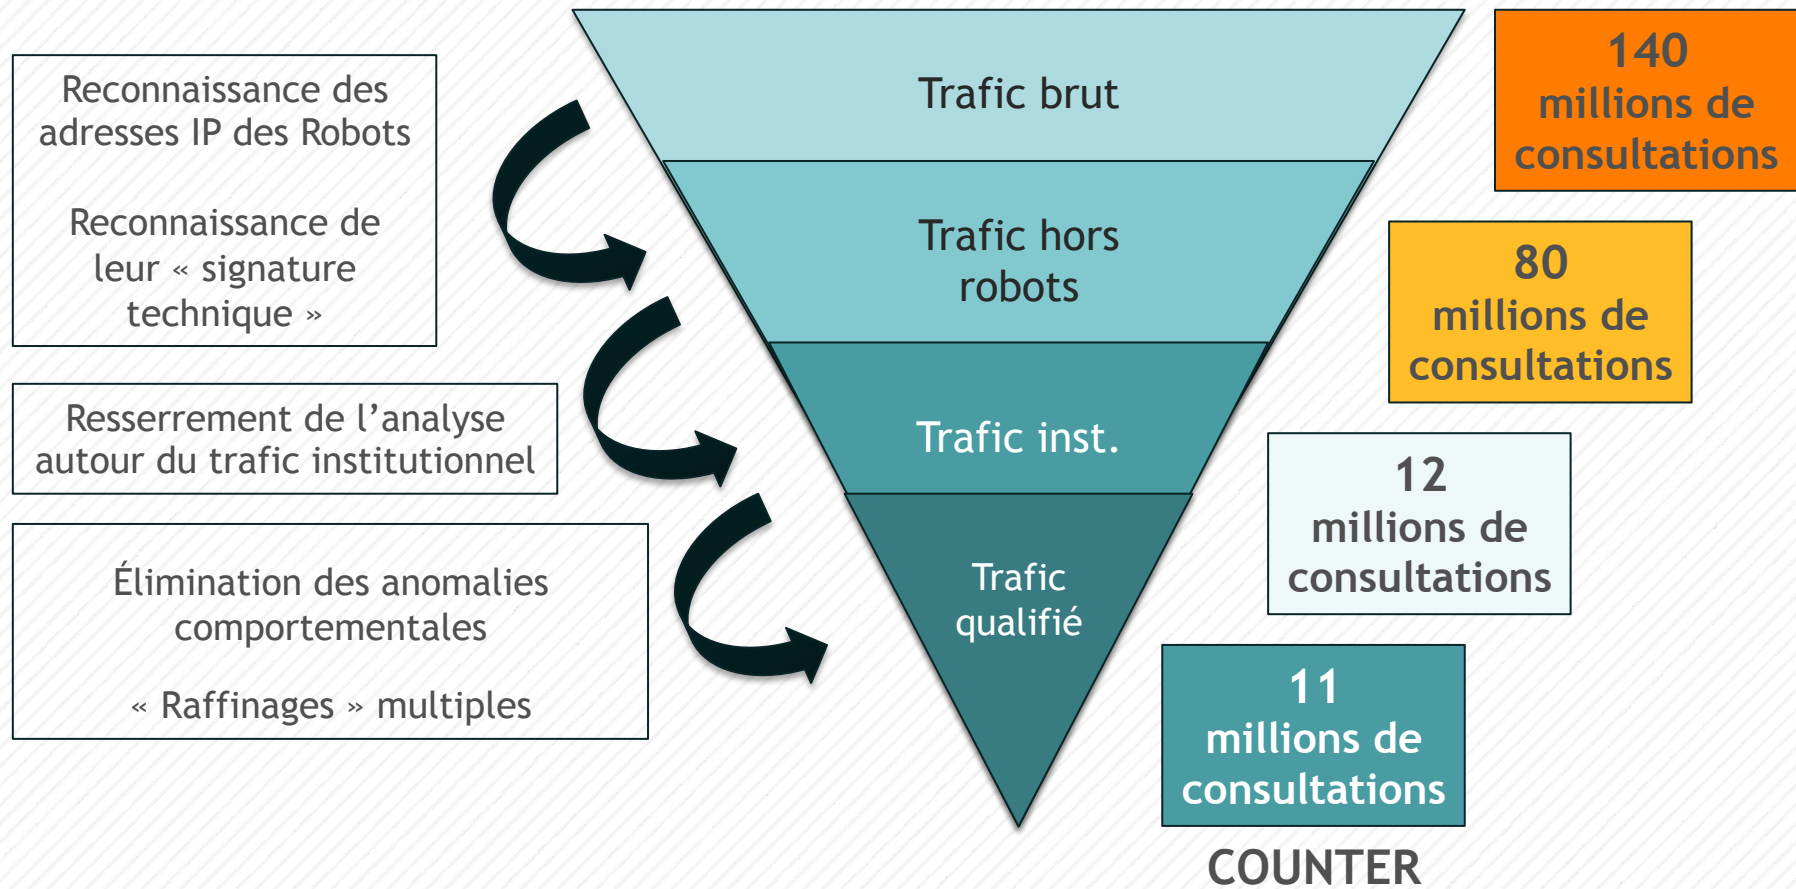 Reconnaissance des
adresses IP des Robots
Reconnaissance de
leur « signature
technique »
Resserrement de l’analyse
autour du trafic institutionnel
Élimination des anomalies
comportementales
« Raffinages » multiples
Trafic brut
Trafic hors
robots
Trafic inst.
Trafic
qualifié
140
millions de
consultations
80
millions de
consultations
12
millions de
consultations
11
millions de
consultations
COUNTER